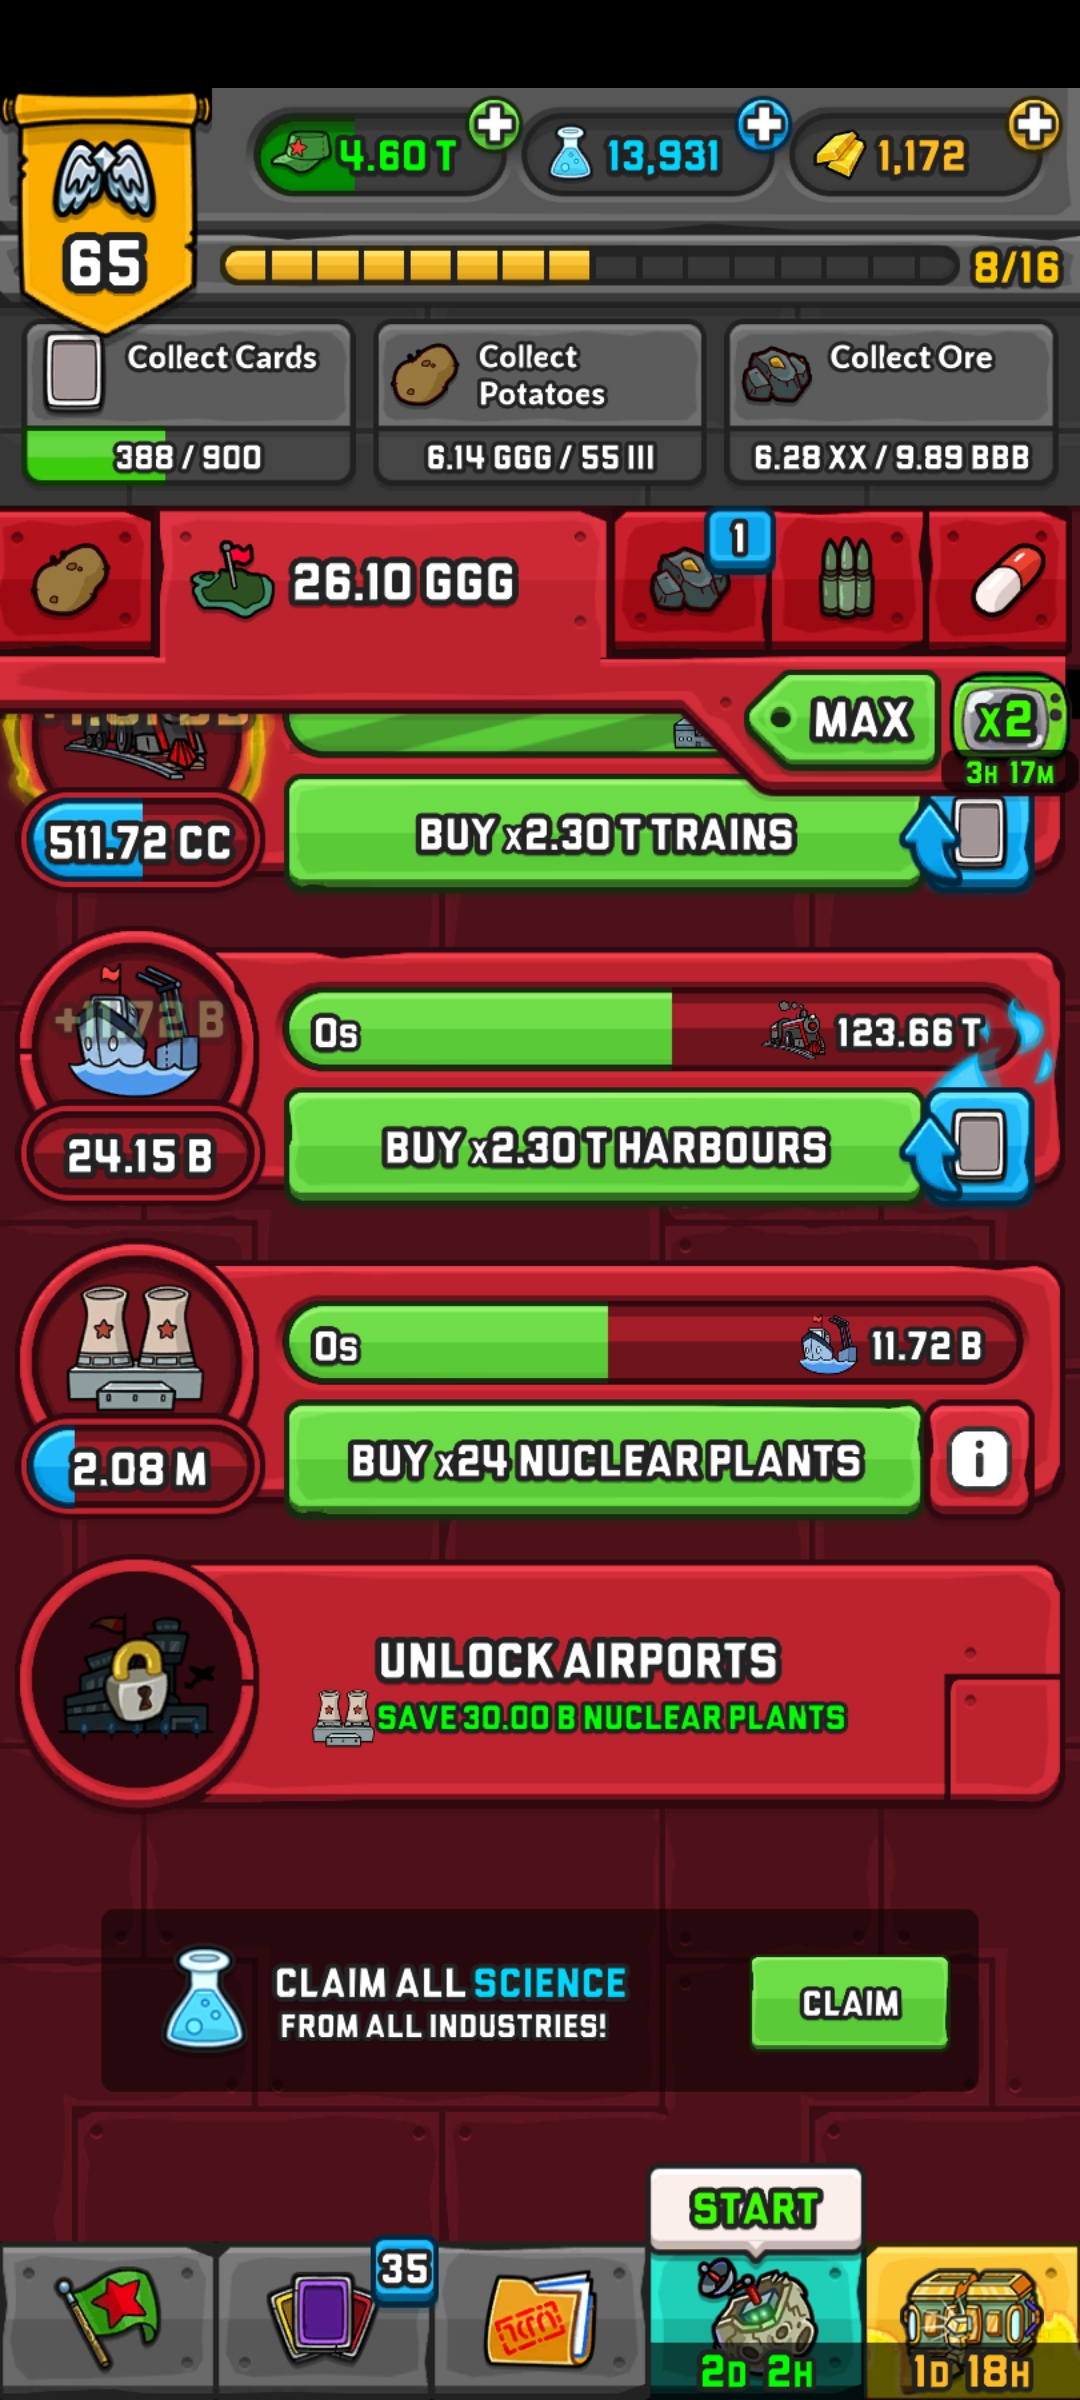 4.60 T
13,931
1,172
65
8/16
Collect Cards
388 / 900
Collect
Potatoes
6.14 GGG / 55 III
Collect Ore
6.28 XX / 9.89 BBB
26.10 GGG
1
MAX
x2
3H 17M
511.72 CC
BUY x2.30 T TRAINS
0s
123.66 T
24.15 B
BUY x2.30 T HARBOURS
0s
11.72 B
2.08 M
BUY x24 NUCLEAR PLANTS
UNLOCK AIRPORTS
SAVE 30.00 B NUCLEAR PLANTS
CLAIM ALL SCIENCE
FROM ALL INDUSTRIES!
CLAIM
START
35
2D 2H
1D 18H